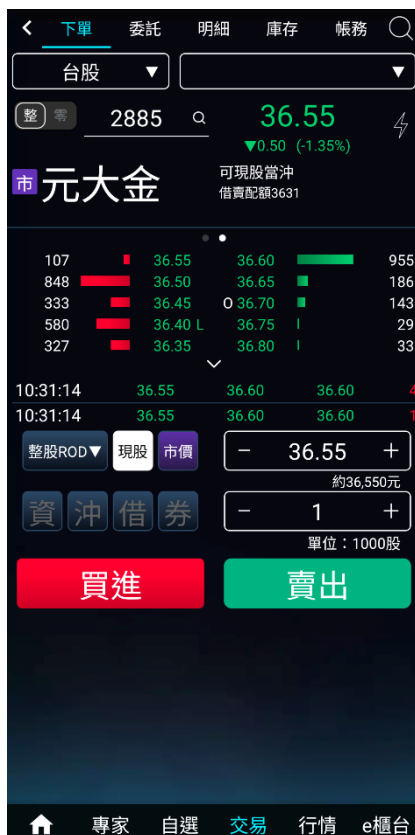 下單 委託 明細 庫存 帳務
台股 ▼ ▼
整 零 2885 36.55
▼0.50 (-1.35%)
市 元大金 可現股當沖
借賣配額3631
107 36.55 36.60 955
848 36.50 36.65 186
333 36.45 O 36.70 143
580 36.40 L 36.75 29
327 36.35 36.80 33
10:31:14 36.55 36.60 36.60 4
10:31:14 36.55 36.60 36.60 1
整股ROD▼ 現股 市價 − 36.55 +
約36,550元
資 沖 借 券 − 1 +
單位：1000股
買進 賣出
專家 自選 交易 行情 e櫃台